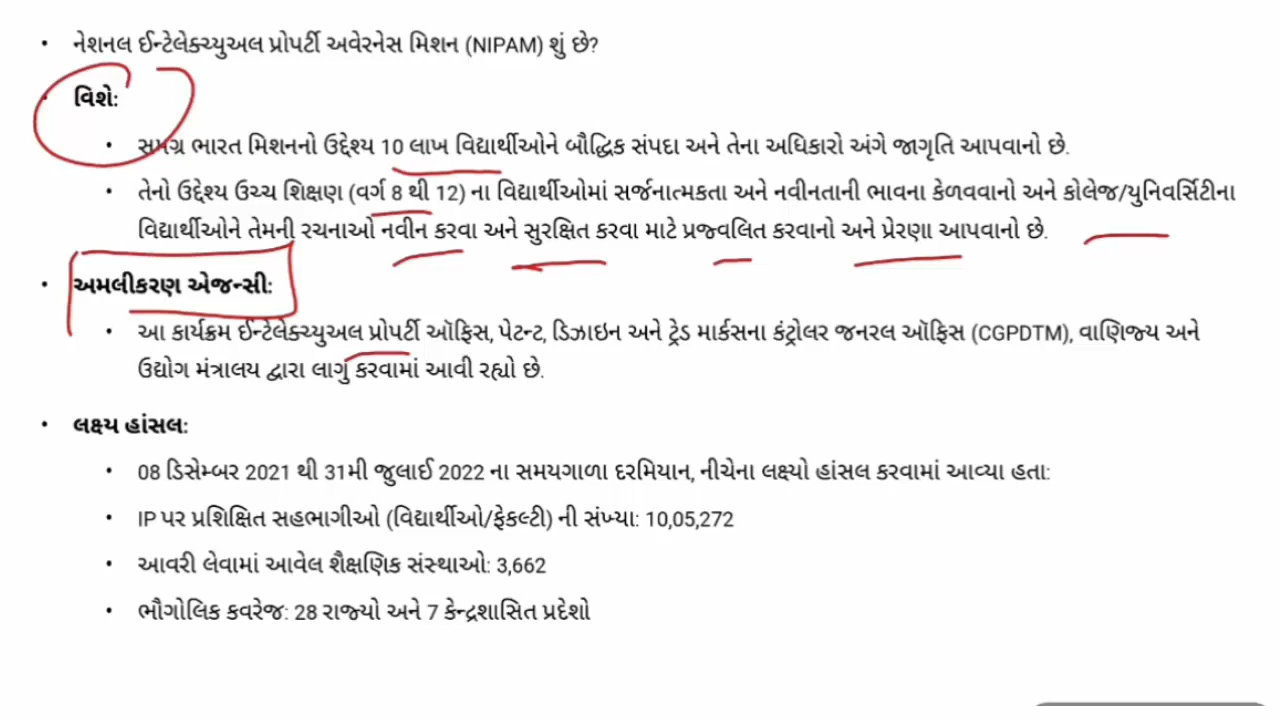 • નેશનલ ઈન્ટેલેક્ચ્યુઅલ પ્રોપર્ટી અવેરનેસ મિશન (NIPAM) શું છે?
• વિશે:
• સમગ્ર ભારત મિશનનો ઉદ્દેશ્ય 10 લાખ વિદ્યાર્થીઓને બૌદ્ધિક સંપદા અને તેના અધિકારો અંગે જાગૃતિ આપવાનો છે.
• તેનો ઉદ્દેશ્ય ઉચ્ચ શિક્ષણ (વર્ગ 8 થી 12) ના વિદ્યાર્થીઓમાં સર્જનાત્મકતા અને નવીનતાની ભાવના કેળવવાનો અને કોલેજ/યુનિવર્સિટીના
વિદ્યાર્થીઓને તેમની રચનાઓ નવીન કરવા અને સુરક્ષિત કરવા માટે પ્રજ્વલિત કરવાનો અને પ્રેરણા આપવાનો છે.
• અમલીકરણ એજન્સી:
• આ કાર્યક્રમ ઈન્ટેલેક્ચ્યુઅલ પ્રોપર્ટી ઑફિસ, પેટન્ટ, ડિઝાઇન અને ટ્રેડ માર્કસના કંટ્રોલર જનરલ ઑફિસ (CGPDTM), વાણિજ્ય અને
ઉદ્યોગ મંત્રાલય દ્વારા લાગુ કરવામાં આવી રહ્યો છે.
• લક્ષ્ય હાંસલ:
• 08 ડિસેમ્બર 2021 થી 31મી જુલાઈ 2022 ના સમયગાળા દરમિયાન, નીચેના લક્ષ્યો હાંસલ કરવામાં આવ્યા હતા:
• IP પર પ્રશિક્ષિત સહભાગીઓ (વિદ્યાર્થીઓ/ફેકલ્ટી) ની સંખ્યા: 10,05,272
• આવરી લેવામાં આવેલ શૈક્ષણિક સંસ્થાઓ: 3,662
• ભૌગોલિક કવરેજ: 28 રાજ્યો અને 7 કેન્દ્રશાસિત પ્રદેશો